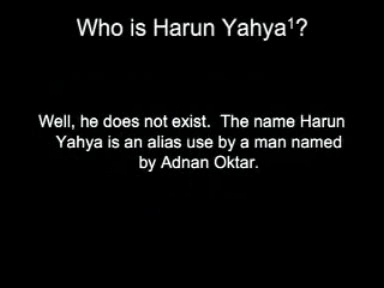 Who is Harun Yahya¹?
Well, he does not exist.  The name Harun
Yahya is an alias use by a man named
by Adnan Oktar.